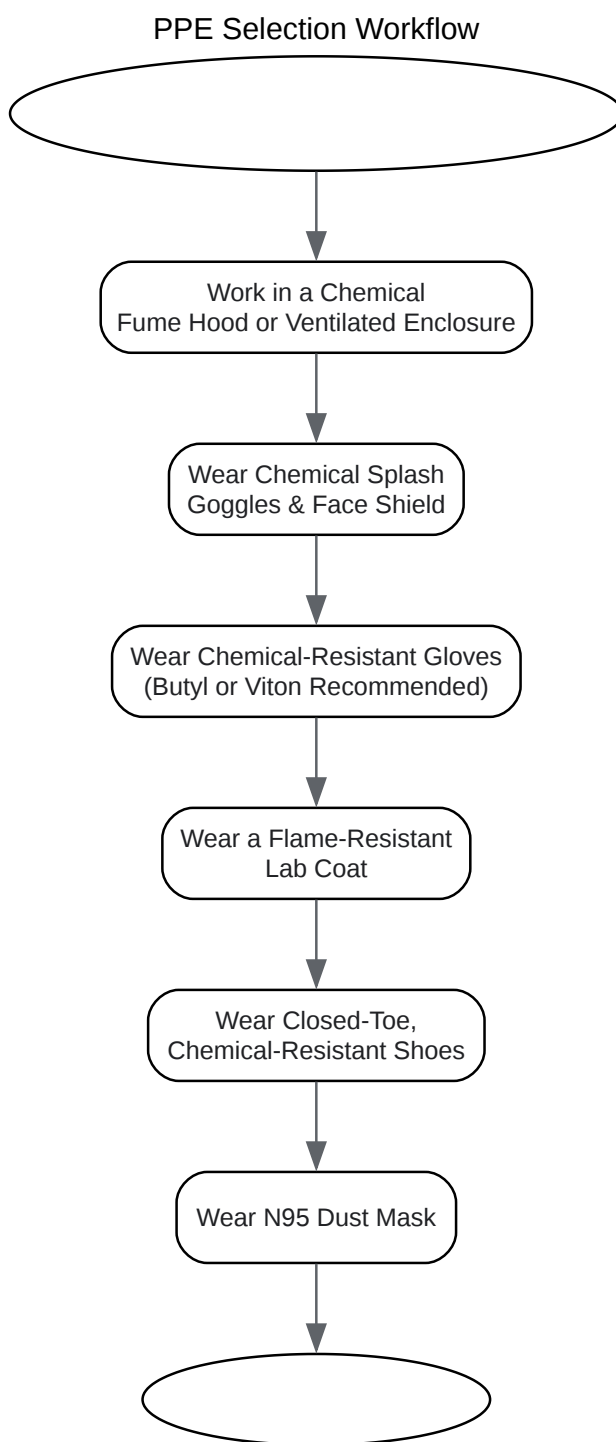 PPE Selection Workflow
Work in a Chemical
Fume Hood or Ventilated Enclosure
Wear Chemical Splash
Goggles & Face Shield
Wear Chemical-Resistant Gloves
(Butyl or Viton Recommended)
Wear a Flame-Resistant
Lab Coat
Wear Closed-Toe,
Chemical-Resistant Shoes
Wear N95 Dust Mask